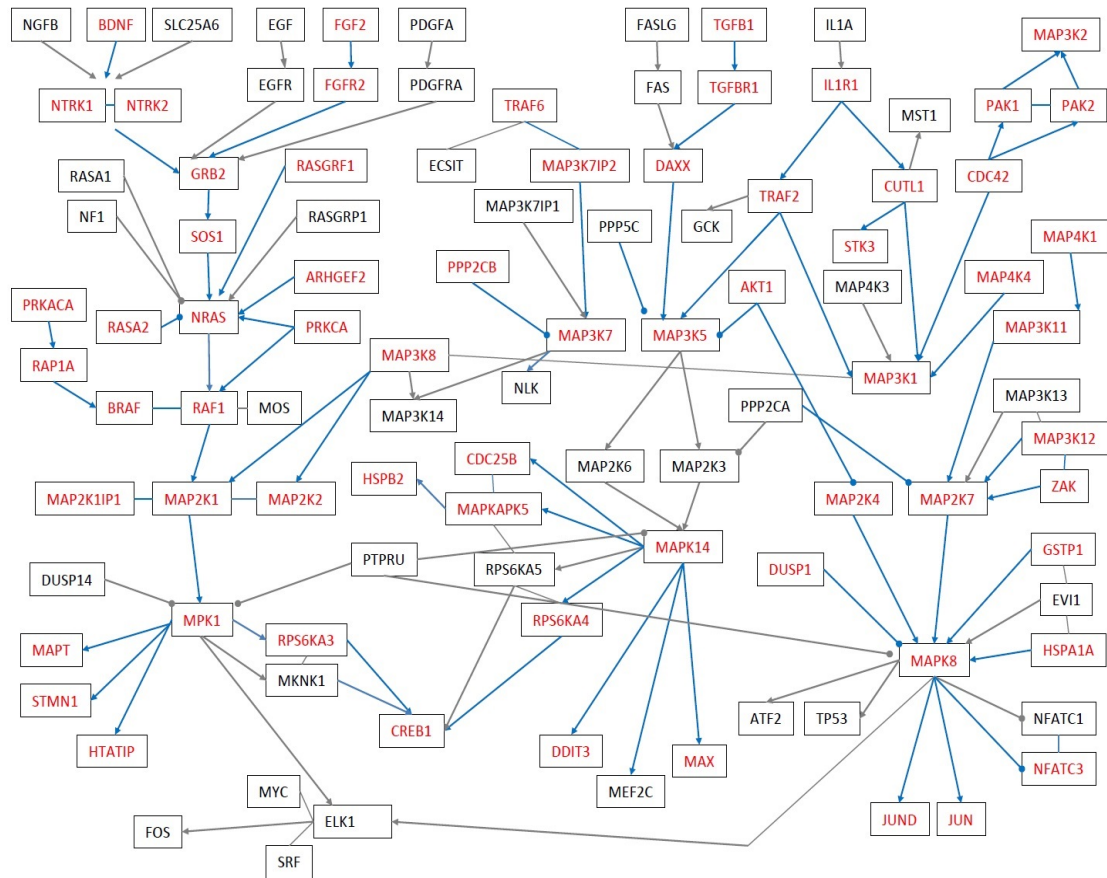 NGFB
BDNF
SLC25A6
EGF
FGF2
PDGFA
FASLG
TGFB1
IL1A
MAP3K2
EGFR
FGFR2
PDGFRA
FAS
TGFBR1
IL1R1
NTRK1
NTRK2
TRAF6
MST1
PAK1
PAK2
ECSIT
MAP3K7IP2
DAXX
RASA1
GRB2
RASGRF1
TRAF2
CUTL1
CDC42
NF1
RASGRP1
MAP3K7IP1
PPP5C
GCK
SOS1
STK3
MAP4K1
PPP2CB
ARHGEF2
AKT1
MAP4K3
MAP4K4
PRKACA
RASA2
NRAS
PRKCA
MAP3K7
MAP3K5
MAP3K11
RAP1A
MAP3K8
NLK
MAP3K1
BRAF
RAF1
MOS
MAP3K14
PPP2CA
MAP3K13
MAP3K12
CDC25B
MAP2K6
MAP2K3
HSPB2
ZAK
MAP2K1IP1
MAP2K1
MAP2K2
MAPKAPK5
MAP2K4
MAP2K7
MAPK14
PTPRU
RPS6KA5
DUSP1
GSTP1
DUSP14
EVI1
MPK1
RPS6KA4
RPS6KA3
MAPT
MAPK8
HSPA1A
MKNK1
STMN1
ATF2
TP53
NFATC1
CREB1
HTATIP
DDIT3
MAX
NFATC3
MEF2C
MYC
ELK1
FOS
JUND
JUN
SRF